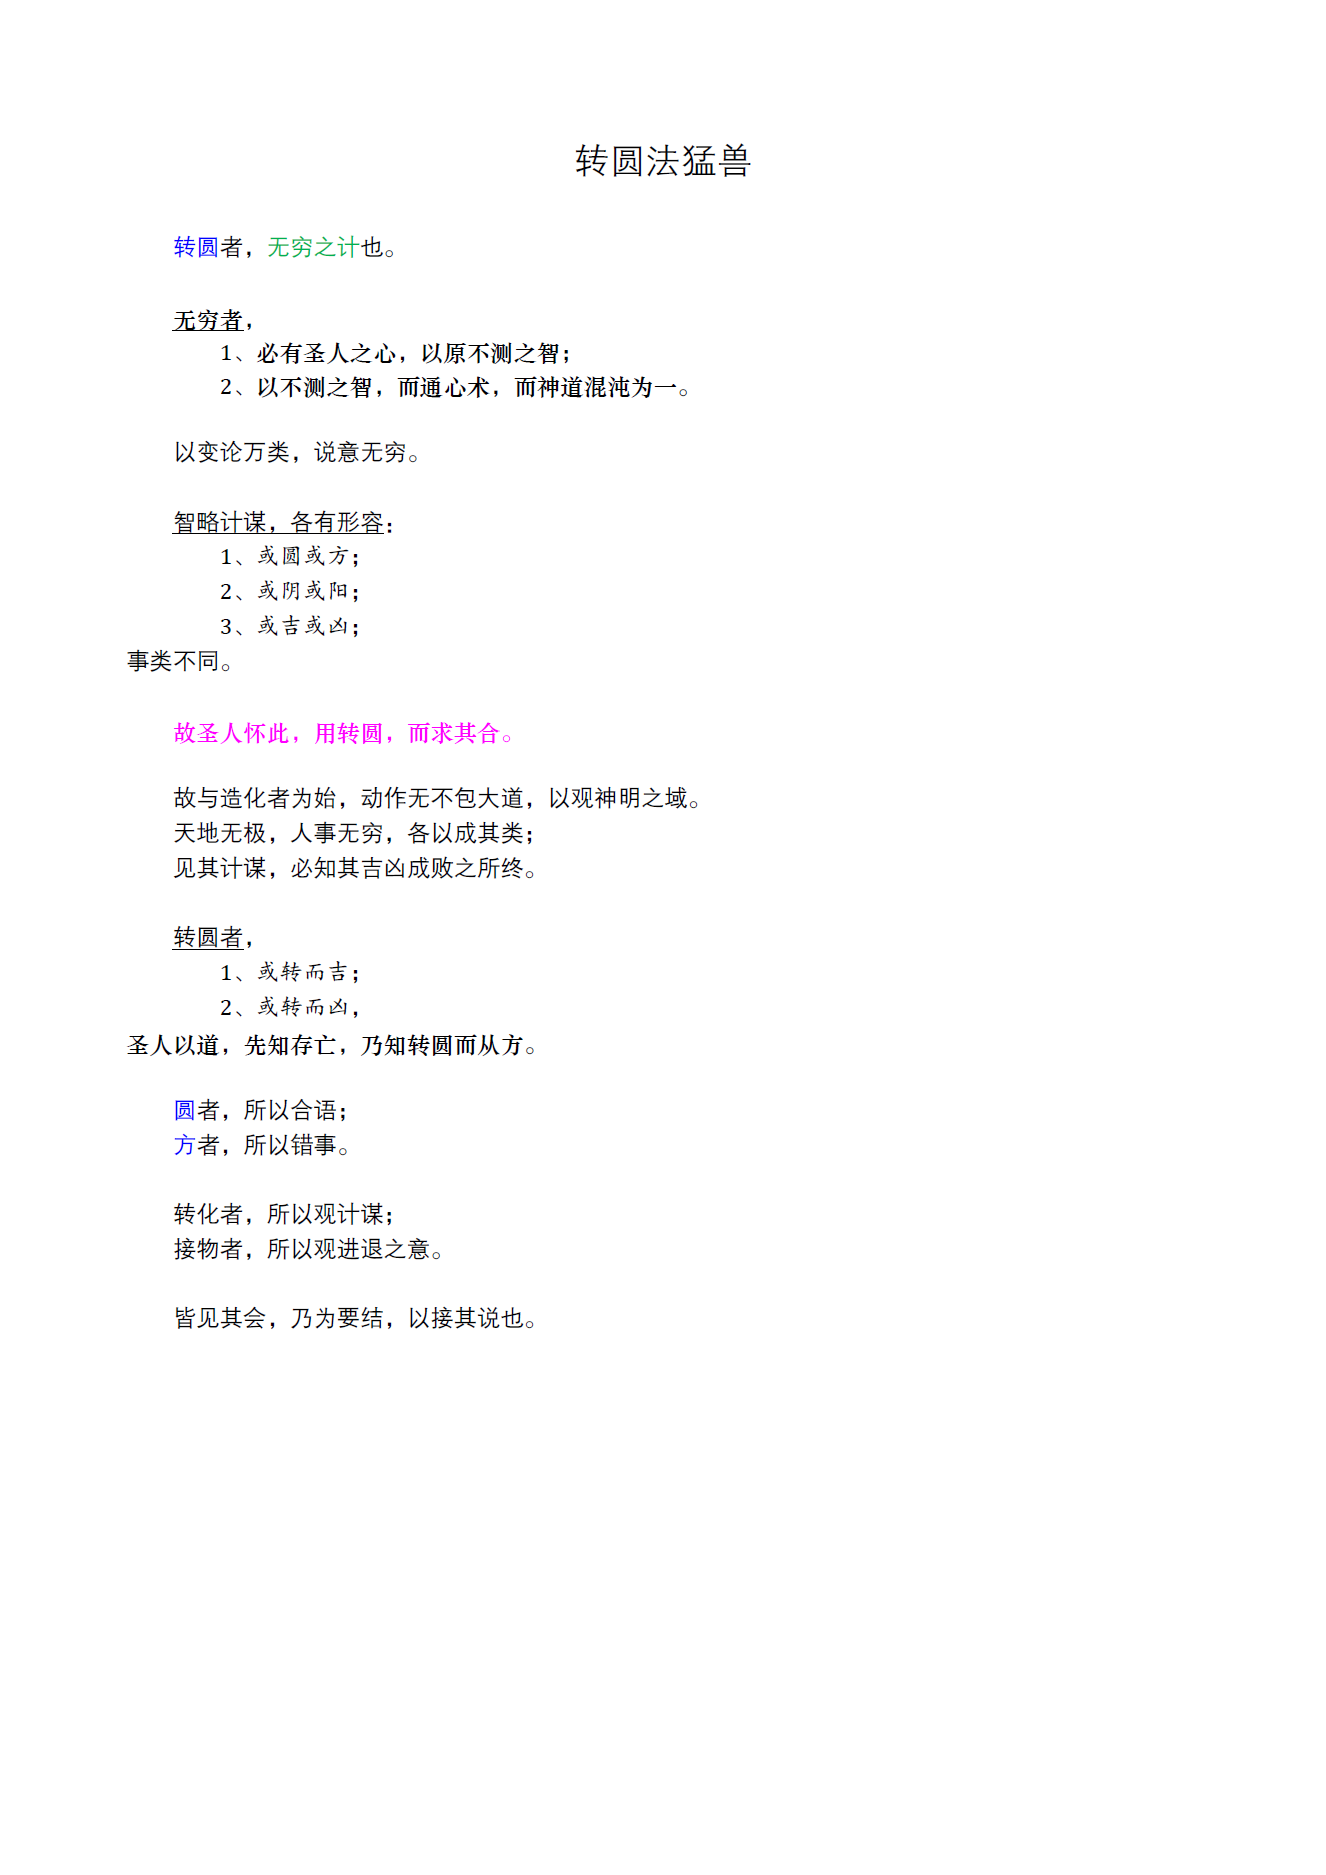 转圆法猛兽
转圆者，无穷之计也。
无穷者，
1、必有圣人之心，以原不测之智；
2、以不测之智，而通心术，而神道混沌为一。
以变论万类，说意无穷。
智略计谋，各有形容：
1、或圆或方；
2、或阴或阳；
3、或吉或凶；
事类不同。
故圣人怀此，用转圆，而求其合。
故与造化者为始，动作无不包大道，以观神明之域。
天地无极，人事无穷，各以成其类；
见其计谋，必知其吉凶成败之所终。
转圆者，
1、或转而吉；
2、或转而凶，
圣人以道，先知存亡，乃知转圆而从方。
圆者，所以合语；
方者，所以错事。
转化者，所以观计谋；
接物者，所以观进退之意。
皆见其会，乃为要结，以接其说也。